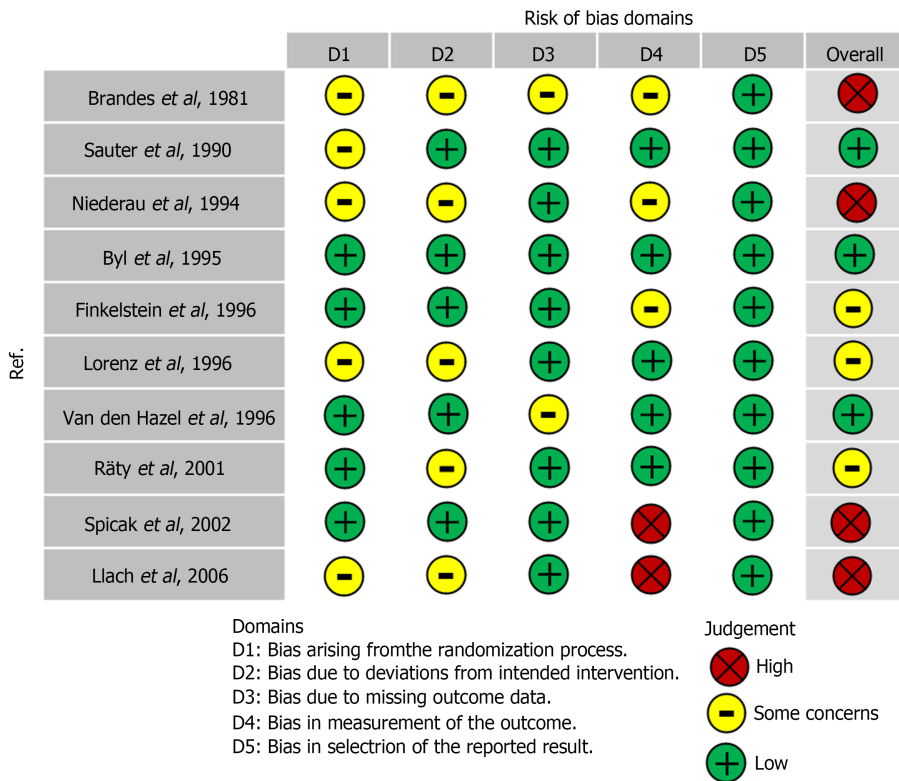 Risk of bias domains
D1 D2 D3 D4 D5 Overall
Ref.
Brandes et al, 1981
Sauter et al, 1990
Niederau et al, 1994
Byl et al, 1995
Finkelstein et al, 1996
Lorenz et al, 1996
Van den Hazel et al, 1996
Räty et al, 2001
Spicak et al, 2002
Llach et al, 2006
Domains
D1: Bias arising fromthe randomization process.
D2: Bias due to deviations from intended intervention.
D3: Bias due to missing outcome data.
D4: Bias in measurement of the outcome.
D5: Bias in selectrion of the reported result.
Judgement
High
Some concerns
Low